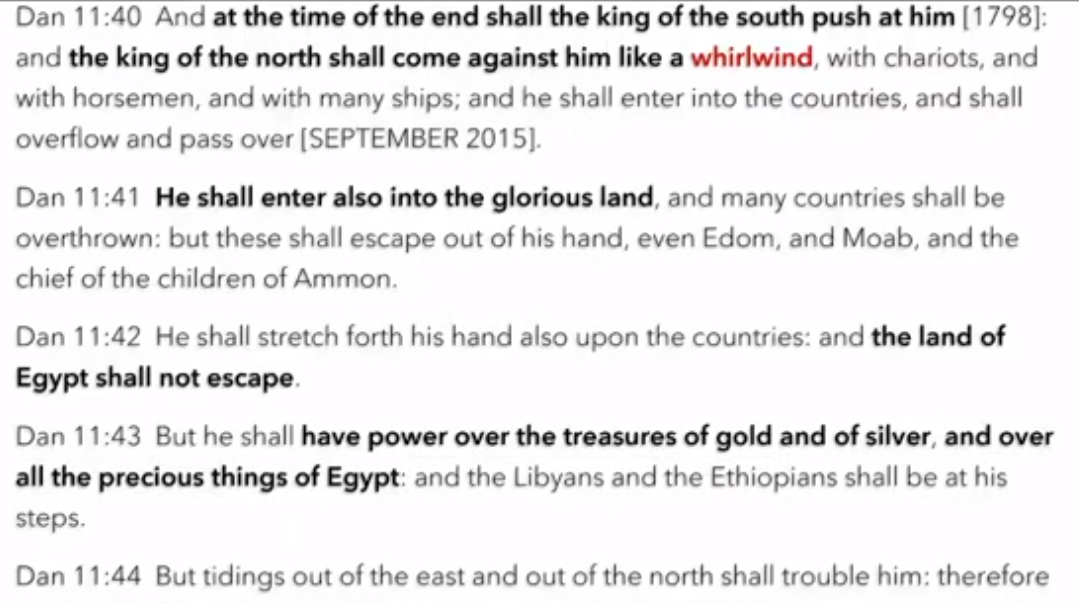 Dan 11:40 And at the time of the end shall the king of the south push at him [1798]:
and the king of the north shall come against him like a whirlwind, with chariots, and
with horsemen, and with many ships; and he shall enter into the countries, and shall
overflow and pass over [SEPTEMBER 2015].
Dan 11:41 He shall enter also into the glorious land, and many countries shall be
overthrown: but these shall escape out of his hand, even Edom, and Moab, and the
chief of the children of Ammon.
Dan 11:42 He shall stretch forth his hand also upon the countries: and the land of
Egypt shall not escape.
Dan 11:43 But he shall have power over the treasures of gold and of silver, and over
all the precious things of Egypt: and the Libyans and the Ethiopians shall be at his
steps.
Dan 11:44 But tidings out of the east and out of the north shall trouble him: therefore